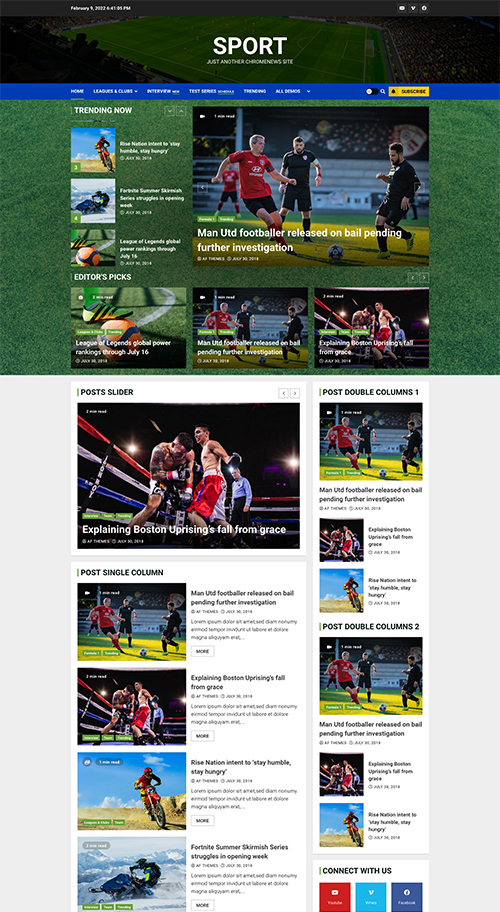 February 9, 2022 6:41:05 PM
SPORT
JUST ANOTHER CHROMENEWS SITE
HOME LEAGUES & CLUBS INTERVIEW NEW TEST SERIES SCHEDULE TRENDING ALL DEMOS SUBSCRIBE
TRENDING NOW
3
Rise Nation intent to 'stay
humble, stay hungry'
JULY 30, 2018
4
Fortnite Summer Skirmish
Series struggles in opening
week
JULY 30, 2018
League of Legends global
power rankings through
July 16
JULY 30, 2018
1 min read
Formula 1 Trending
Man Utd footballer released on bail pending
further investigation
AF THEMES JULY 30, 2018
EDITOR'S PICKS
2 min read
Leagues & Clubs Trending
League of Legends global power
rankings through July 16
JULY 30, 2018
1 min read
Formula 1 Trending
Man Utd footballer released on bail
pending further investigation
JULY 30, 2018
2 min read
Interview Team Trending
Explaining Boston Uprising's fall
from grace
JULY 30, 2018
POSTS SLIDER
2 min read
Interview Team Trending
Explaining Boston Uprising's fall from grace
AF THEMES JULY 30, 2018
POST SINGLE COLUMN
1 min read
Formula 1 Trending
Man Utd footballer released on bail
pending further investigation
AF THEMES JULY 30, 2018
Lorem ipsum dolor sit amet,sed diam nonumy
eirmod tempor invidunt ut labore et dolore
magna aliquyam erat,...
MORE
2 min read
Interview Team Trending
Explaining Boston Uprising's fall
from grace
AF THEMES JULY 30, 2018
Lorem ipsum dolor sit amet,sed diam nonumy
eirmod tempor invidunt ut labore et dolore
magna aliquyam erat,...
MORE
1 min read
Leagues & Clubs Team
Rise Nation intent to 'stay humble,
stay hungry'
AF THEMES JULY 30, 2018
Lorem ipsum dolor sit amet,sed diam nonumy
eirmod tempor invidunt ut labore et dolore
magna aliquyam erat,...
MORE
2 min read
Interview Team Trending
Fortnite Summer Skirmish Series
struggles in opening week
AF THEMES JULY 30, 2018
Lorem ipsum dolor sit amet,sed diam nonumy
eirmod tempor invidunt ut labore et dolore
magna aliquyam erat,...
POST DOUBLE COLUMNS 1
1 min read
Formula 1 Trending
Man Utd footballer released on bail
pending further investigation
AF THEMES JULY 30, 2018
Explaining Boston
Uprising's fall from
grace
JULY 30, 2018
Rise Nation intent to
'stay humble, stay
hungry'
JULY 30, 2018
POST DOUBLE COLUMNS 2
1 min read
Formula 1 Trending
Man Utd footballer released on bail
pending further investigation
AF THEMES JULY 30, 2018
Explaining Boston
Uprising's fall from
grace
JULY 30, 2018
Rise Nation intent to
'stay humble, stay
hungry'
JULY 30, 2018
CONNECT WITH US
Youtube Vimeo Facebook